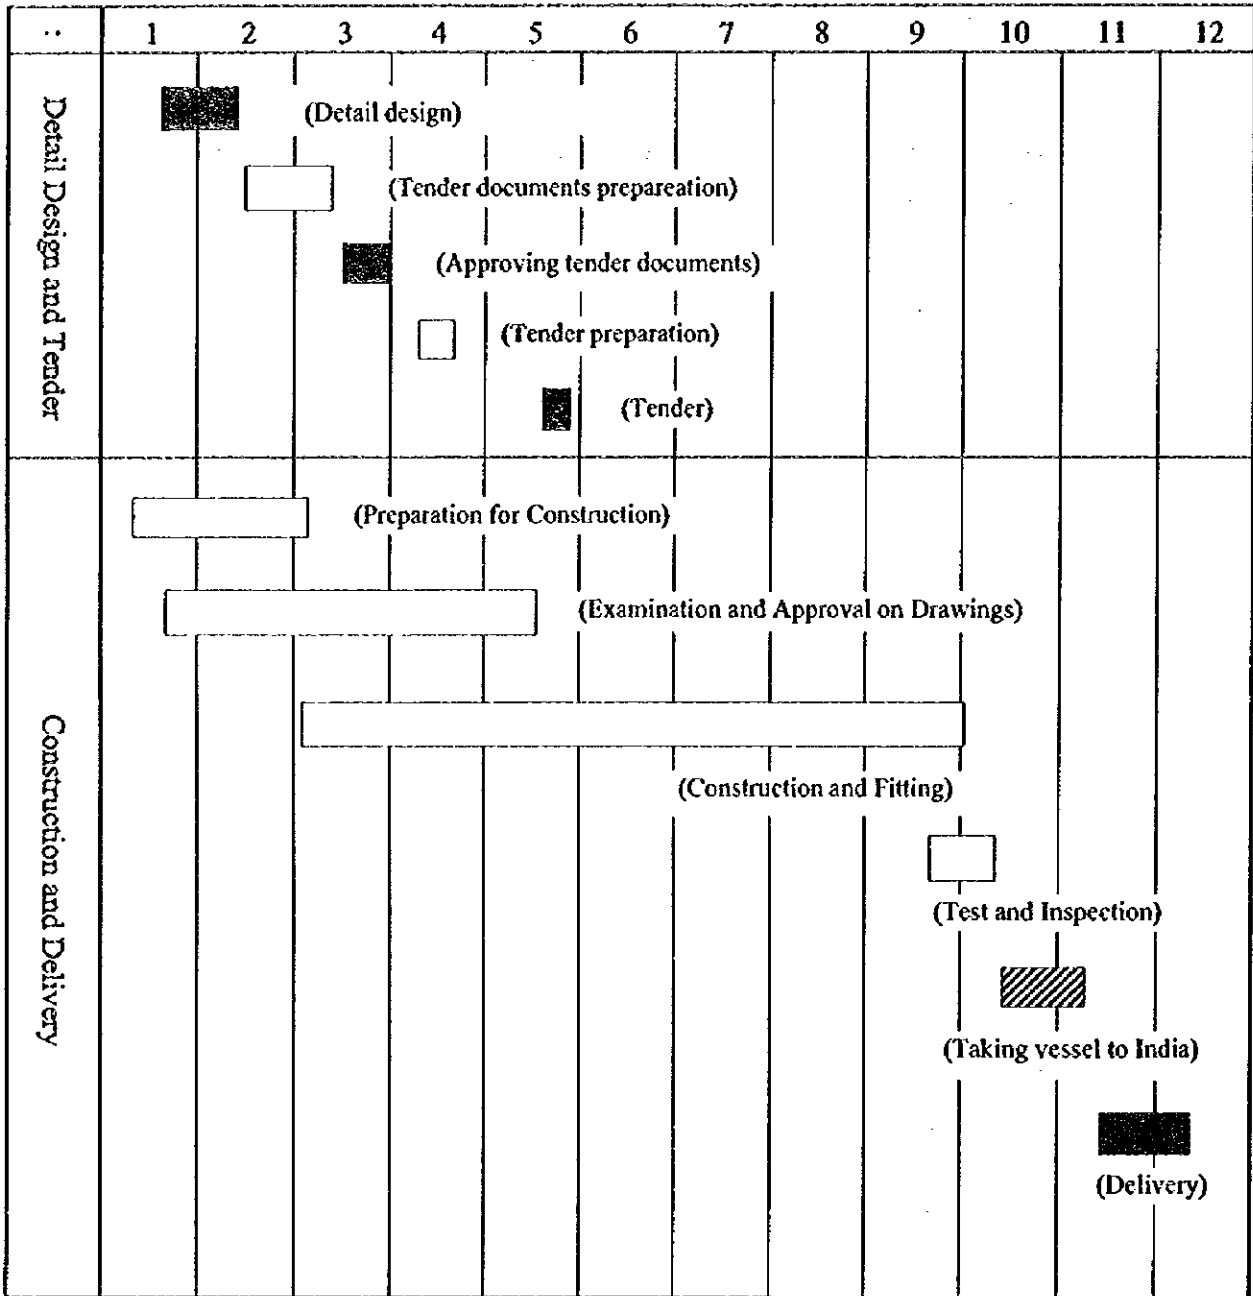 1 2 3 4 5 6 7 8 9 10 11 12
Detail Design and Tender
(Detail design)
(Tender documents prepareation)
(Approving tender documents)
(Tender preparation)
(Tender)
Construction and Delivery
(Preparation for Construction)
(Examination and Approval on Drawings)
(Construction and Fitting)
(Test and Inspection)
(Taking vessel to India)
(Delivery)